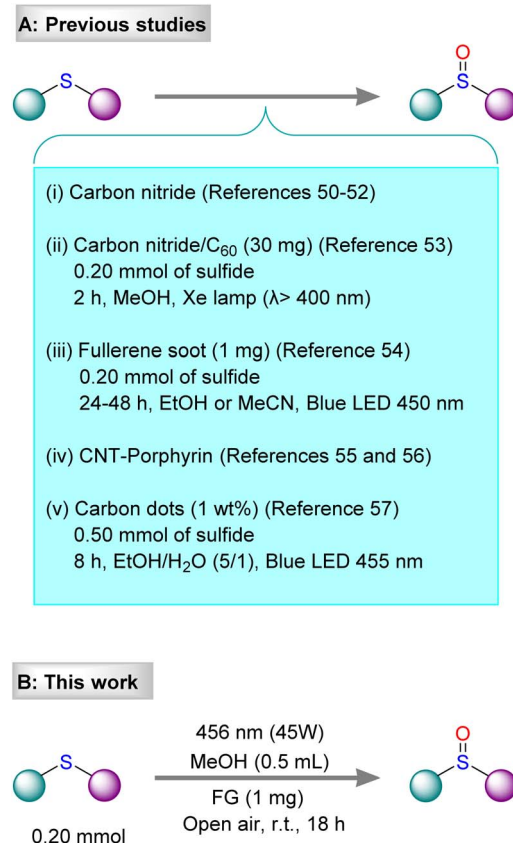 A: Previous studies
S
O
S
(i) Carbon nitride (References 50-52)
(ii) Carbon nitride/C₆₀ (30 mg) (Reference 53)
0.20 mmol of sulfide
2 h, MeOH, Xe lamp (λ> 400 nm)
(iii) Fullerene soot (1 mg) (Reference 54)
0.20 mmol of sulfide
24-48 h, EtOH or MeCN, Blue LED 450 nm
(iv) CNT-Porphyrin (References 55 and 56)
(v) Carbon dots (1 wt%) (Reference 57)
0.50 mmol of sulfide
8 h, EtOH/H₂O (5/1), Blue LED 455 nm
B: This work
S
0.20 mmol
456 nm (45W)
MeOH (0.5 mL)
FG (1 mg)
Open air, r.t., 18 h
O
S